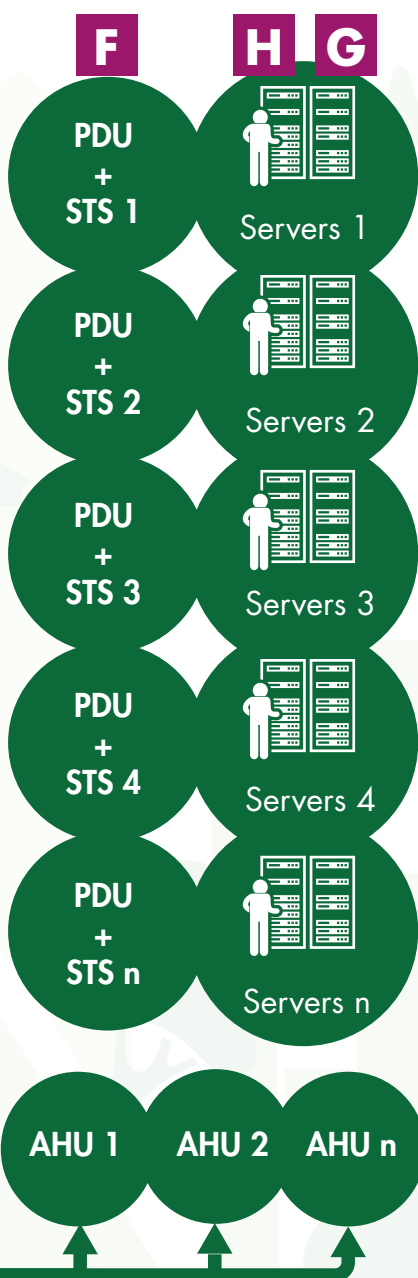 F H G
PDU
+
STS 1
Servers 1
PDU
+
STS 2
Servers 2
PDU
+
STS 3
Servers 3
PDU
+
STS 4
Servers 4
PDU
+
STS n
Servers n
AHU 1 AHU 2 AHU n